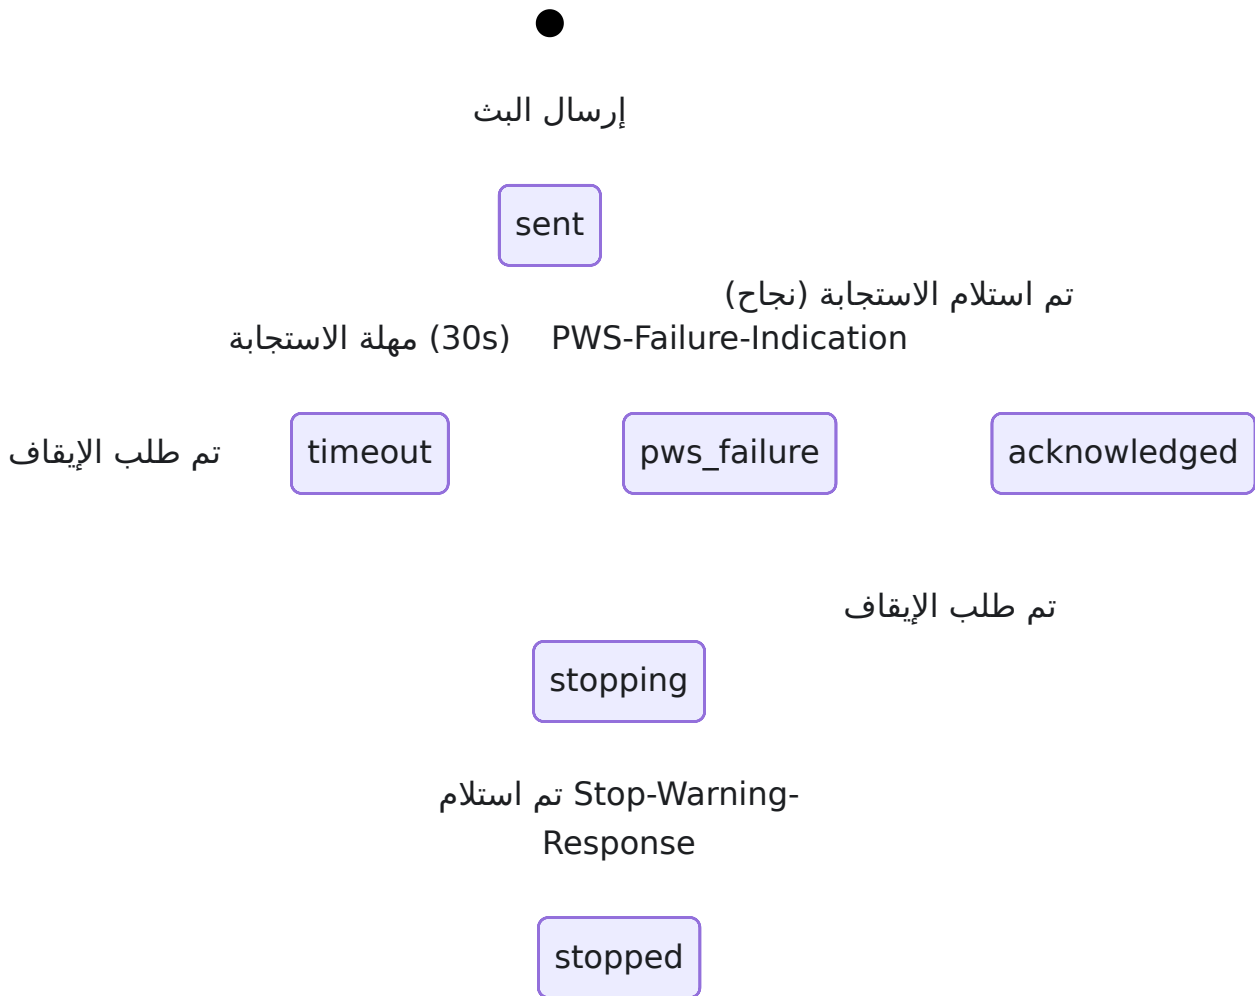 إرسال البث
sent
تم استلام الاستجابة (نجاح)
مهلة الاستجابة (30s)
PWS-Failure-Indication
تم طلب الإيقاف
timeout
pws_failure
acknowledged
تم طلب الإيقاف
stopping
تم استلام Stop-Warning-
Response
stopped